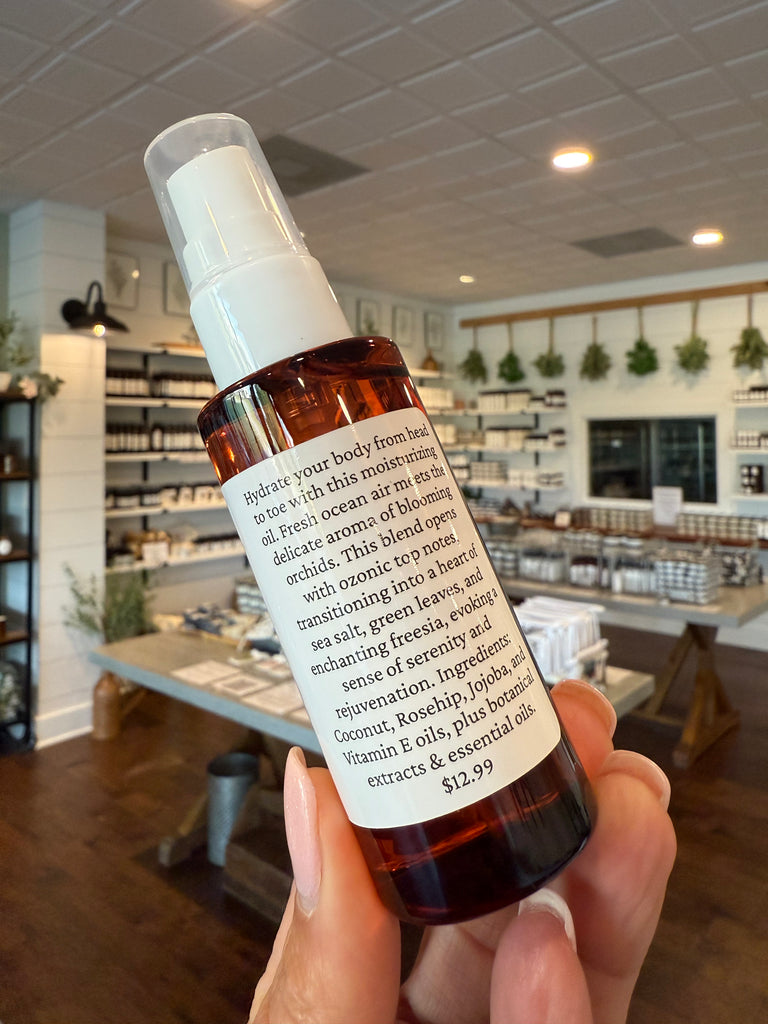 Hydrate your body from head
to toe with this moisturizing
oil. Fresh ocean air meets the
delicate aroma of blooming
orchids. This blend opens
with ozonic top notes,
transitioning into a heart of
sea salt, green leaves, and
enchanting freesia, evoking a
sense of serenity and
rejuvenation. Ingredients:
Coconut, Rosehip, Jojoba, and
Vitamin E oils, plus botanical
extracts & essential oils.
$12.99